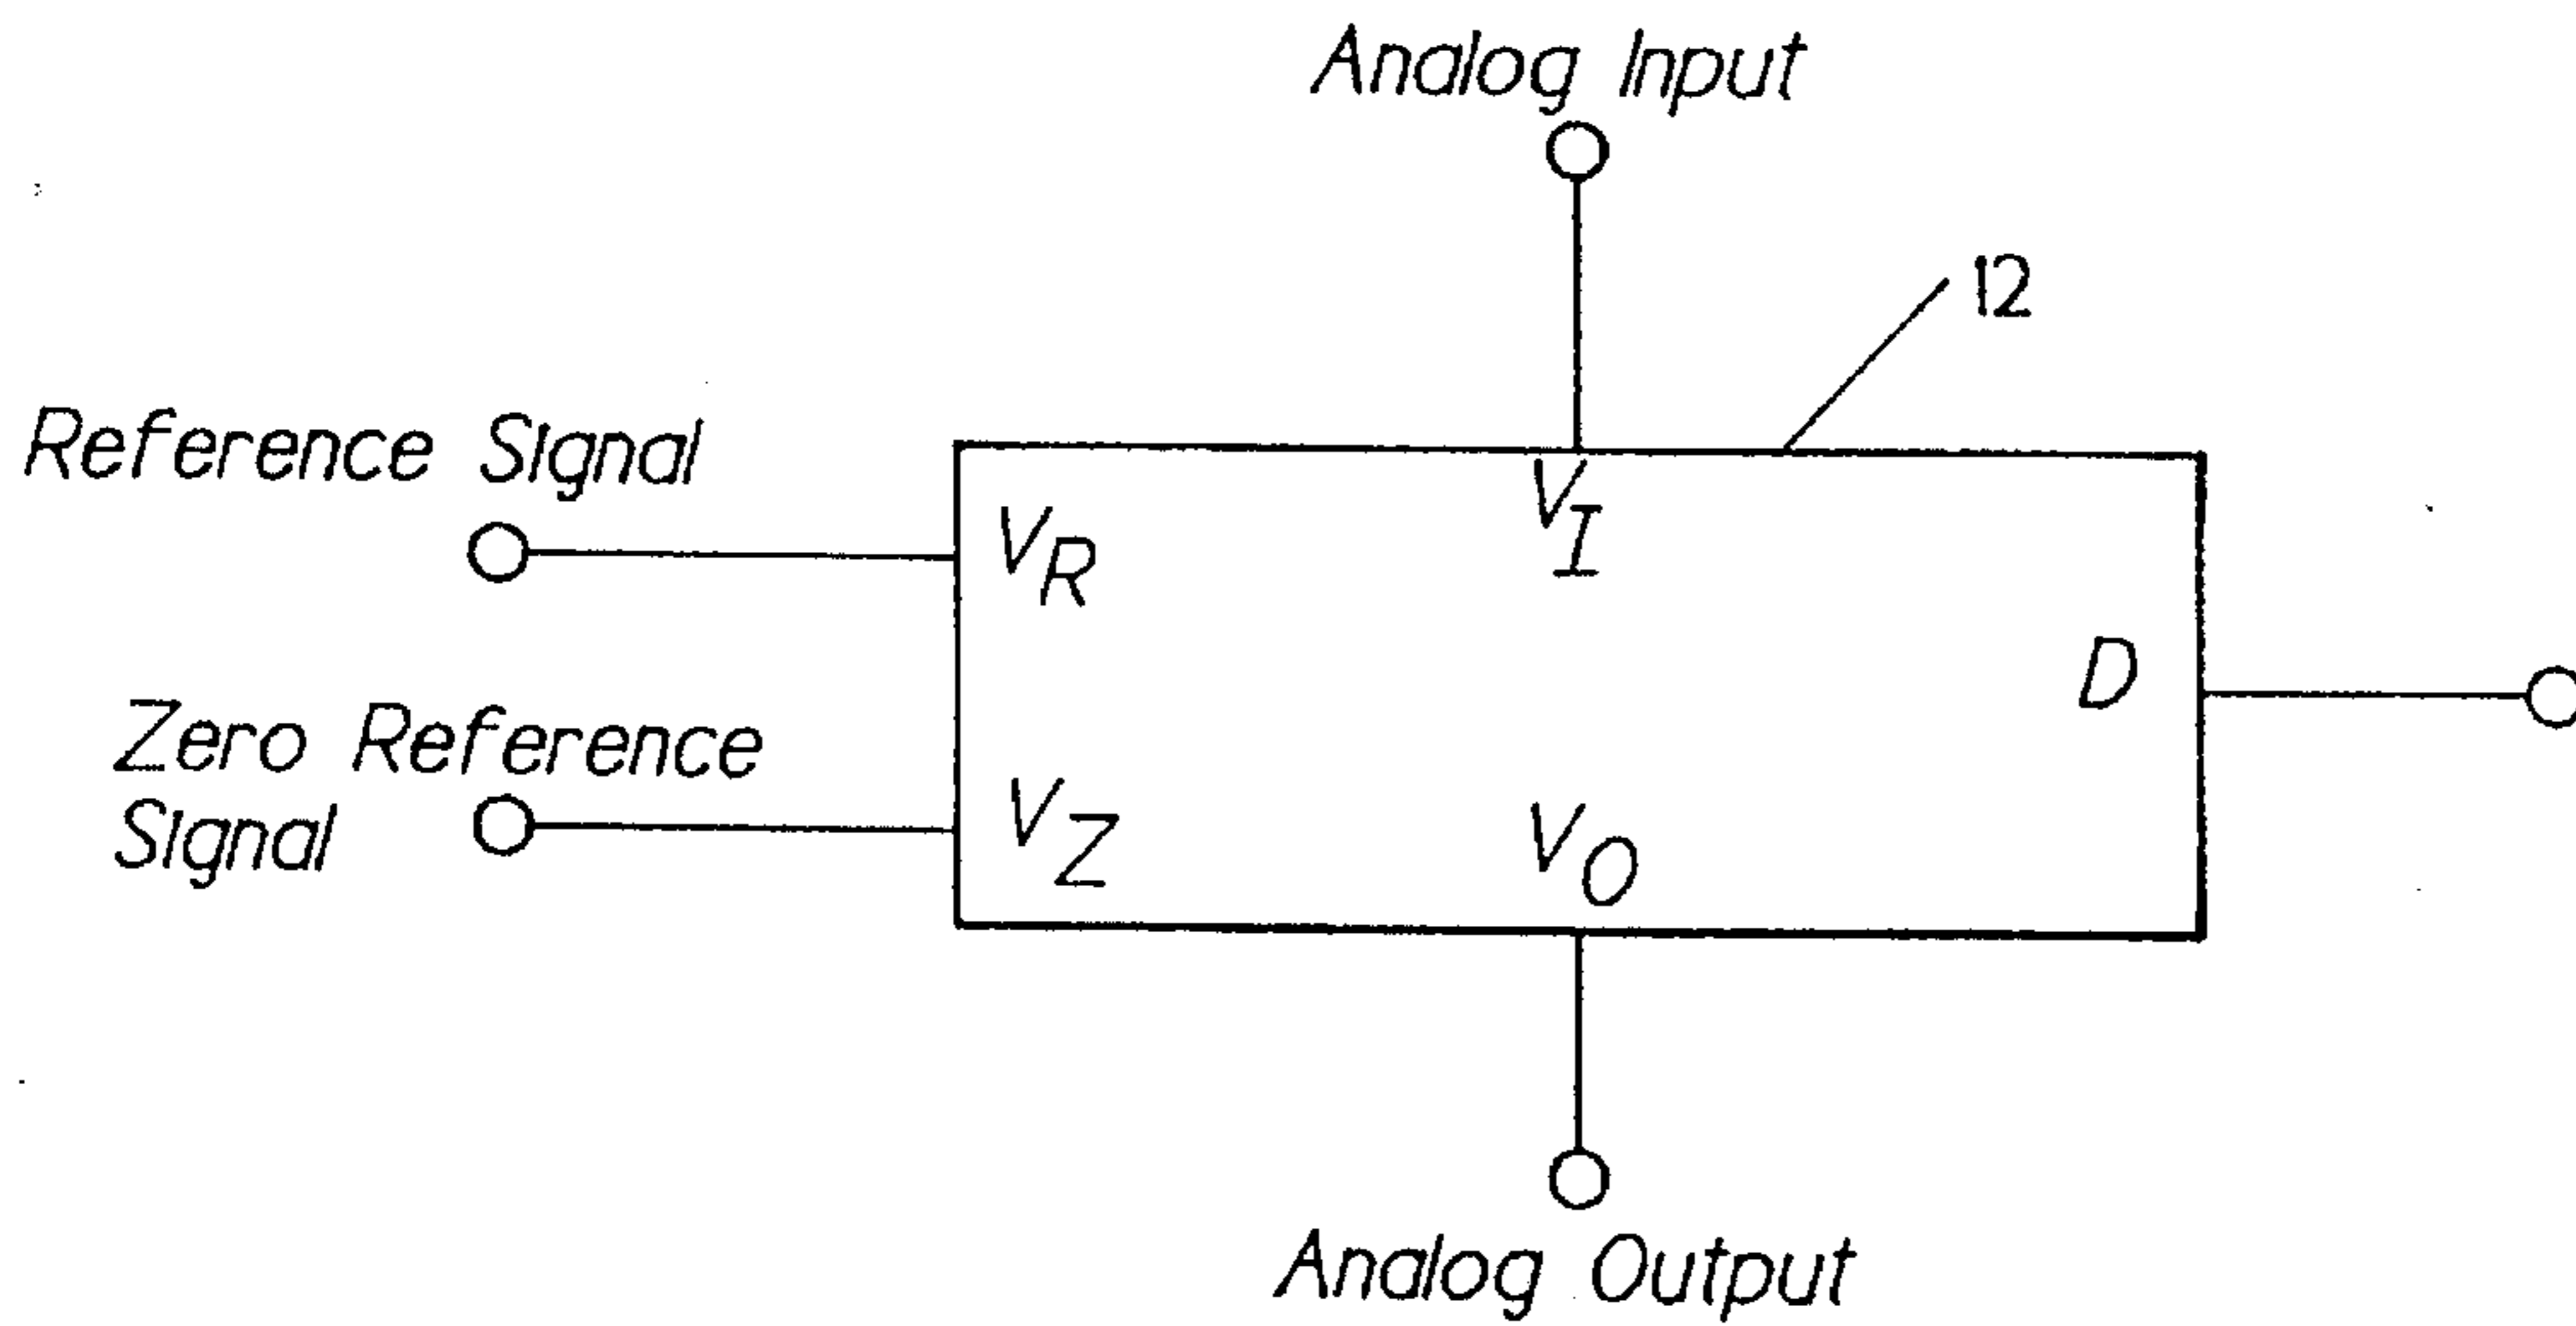 Analog Input
12
Reference Signal
V_I
V_R
D
Zero Reference
Signal
V_Z
V_O
Analog Output